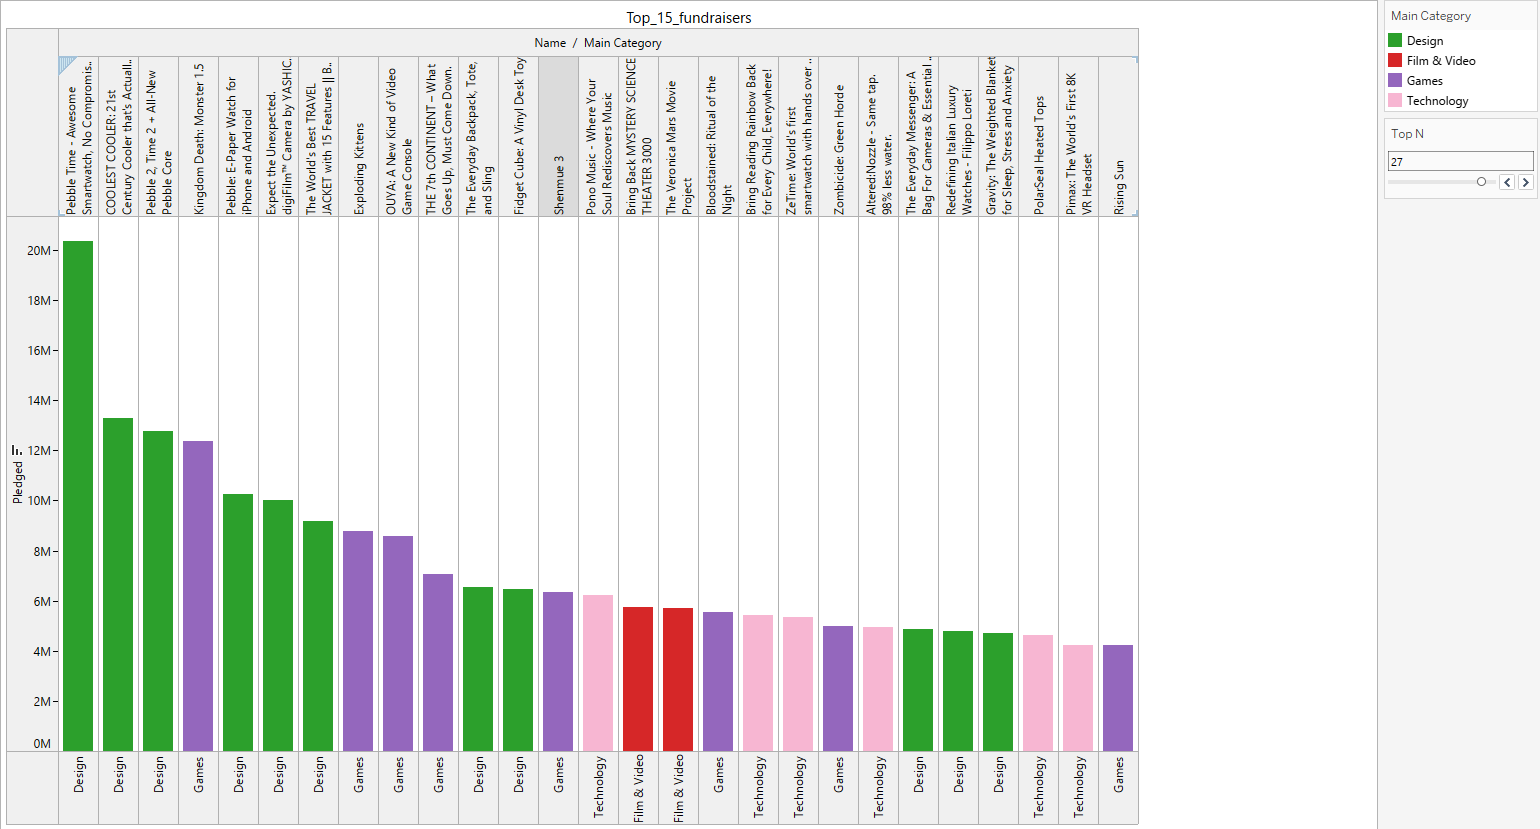 Top_15_fundraisers
Name / Main Category
Pebble Time - Awesome
Smartwatch, No Compromis..
COOLEST COOLER: 21st
Century Cooler that's Actuall..
Pebble 2, Time 2 + All-New
Pebble Core
Kingdom Death: Monster 1.5
Pebble: E-Paper Watch for
iPhone and Android
Expect the Unexpected.
digiFilm™ Camera by YASHIC..
The World's Best TRAVEL
JACKET with 15 Features || B..
Exploding Kittens
OUYA: A New Kind of Video
Game Console
THE 7th CONTINENT – What
Goes Up, Must Come Down.
The Everyday Backpack, Tote,
and Sling
Fidget Cube: A Vinyl Desk Toy
Shenmue 3
Pono Music - Where Your
Soul Rediscovers Music
Bring Back MYSTERY SCIENCE
THEATER 3000
The Veronica Mars Movie
Project
Bloodstained: Ritual of the
Night
Bring Reading Rainbow Back
for Every Child, Everywhere!
ZeTime: World's first
smartwatch with hands over ..
Zombicide: Green Horde
Altered:Nozzle - Same tap.
98% less water.
The Everyday Messenger: A
Bag For Cameras & Essential ..
Redefining Italian Luxury
Watches - Filippo Loreti
Gravity: The Weighted Blanket
for Sleep, Stress and Anxiety
PolarSeal Heated Tops
Pimax: The World's First 8K
VR Headset
Rising Sun
Pledged
20M
18M
16M
14M
12M
10M
8M
6M
4M
2M
0M
Design
Design
Design
Games
Design
Design
Design
Games
Games
Games
Design
Design
Games
Technology
Film & Video
Film & Video
Games
Technology
Technology
Games
Technology
Design
Design
Design
Technology
Technology
Games
Main Category
Design
Film & Video
Games
Technology
Top N
27